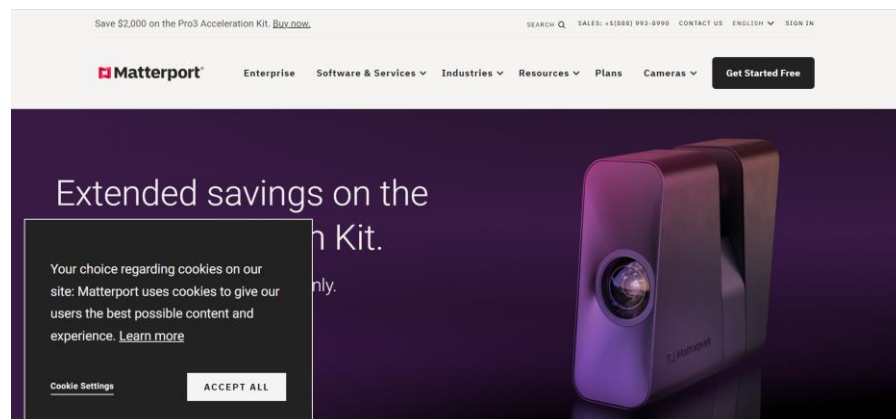 Save $2,000 on the Pro3 Acceleration Kit. Buy now.
SEARCH SALES: +1(888) 993-8990 CONTACT US ENGLISH SIGN IN
Matterport
Enterprise Software & Services Industries Resources Plans Cameras Get Started Free
Extended savings on the
n Kit.
nly.
Your choice regarding cookies on our
site: Matterport uses cookies to give our
users the best possible content and
experience. Learn more
Cookie Settings ACCEPT ALL
Matterport